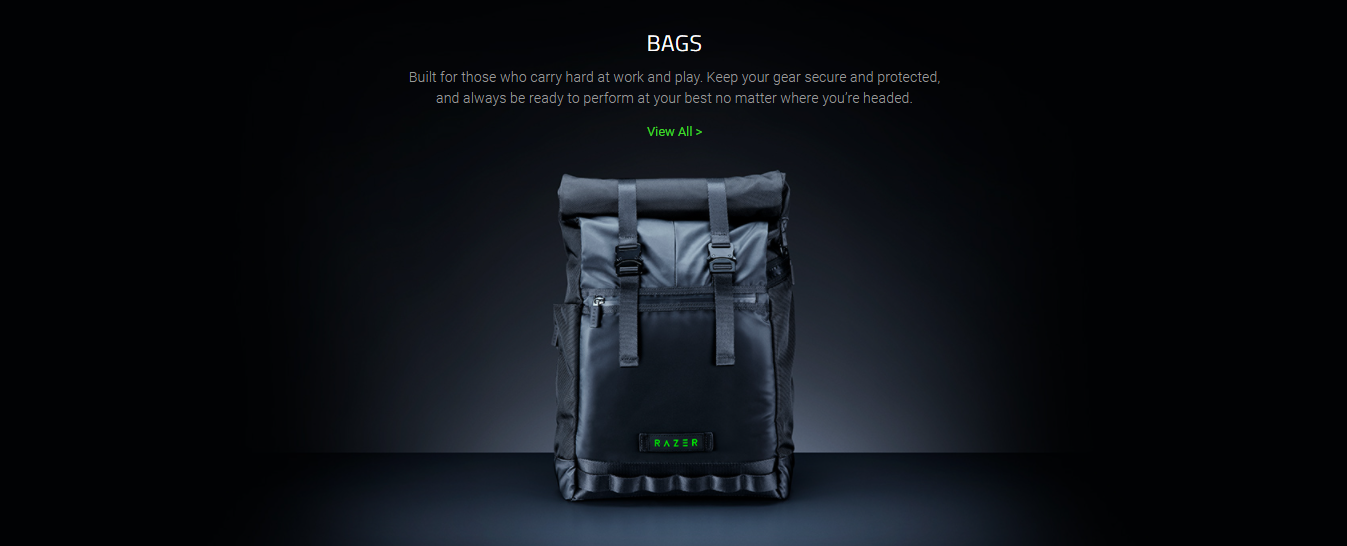 BAGS
Built for those who carry hard at work and play. Keep your gear secure and protected,
and always be ready to perform at your best no matter where you’re headed.
View All >
RAZER